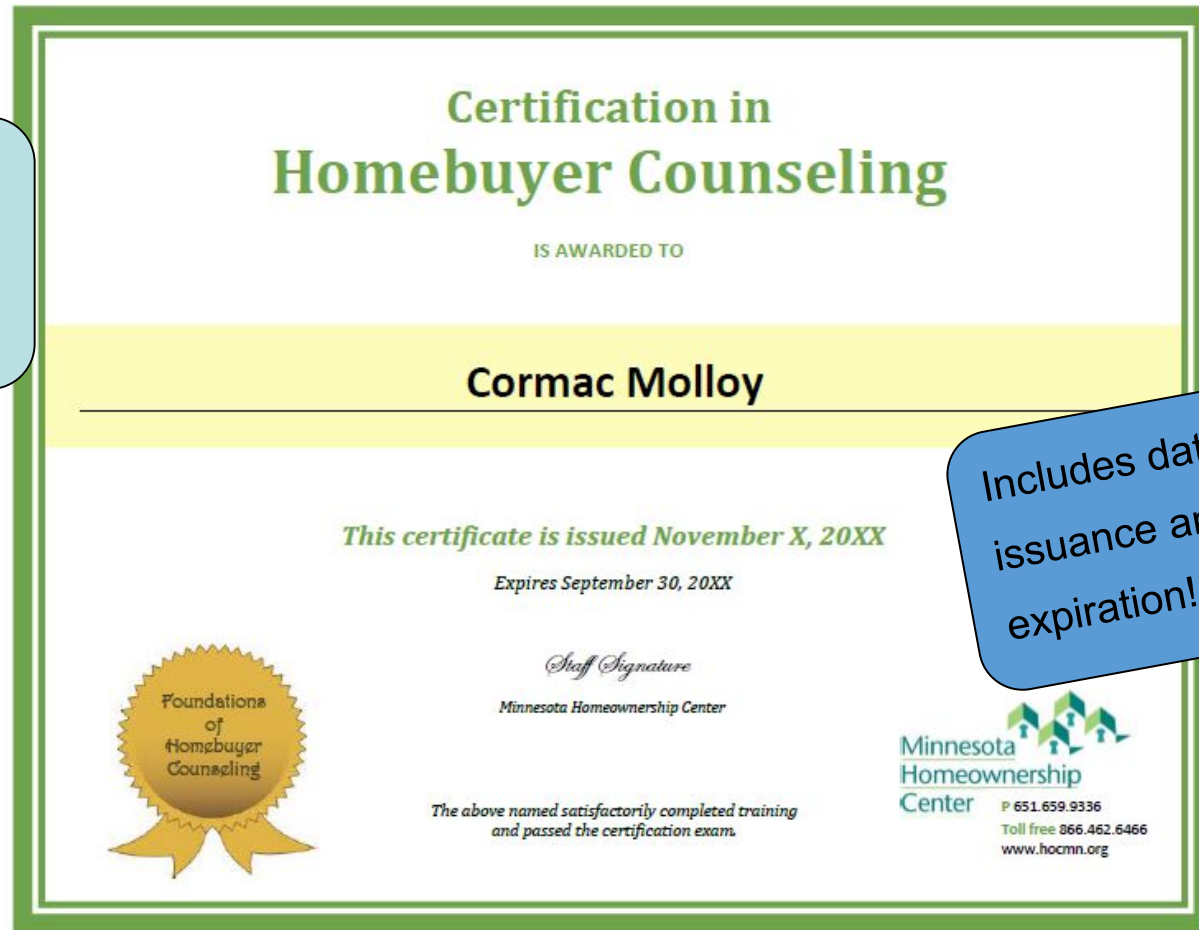 Certification in
Homebuyer Counseling
IS AWARDED TO
Cormac Molloy
Includes
issuance
expiration!
This certificate is issued November X, 20XX
Expires September 30, 20XX
Staff Signature
Minnesota Homeownership Center
Foundations
of
Homebuyer
Counseling
The above named satisfactorily completed training
and passed the certification exam.
Minnesota
Homeownership
Center
P 651.659.9336
Toll free 866.462.6466
www.hocmn.org